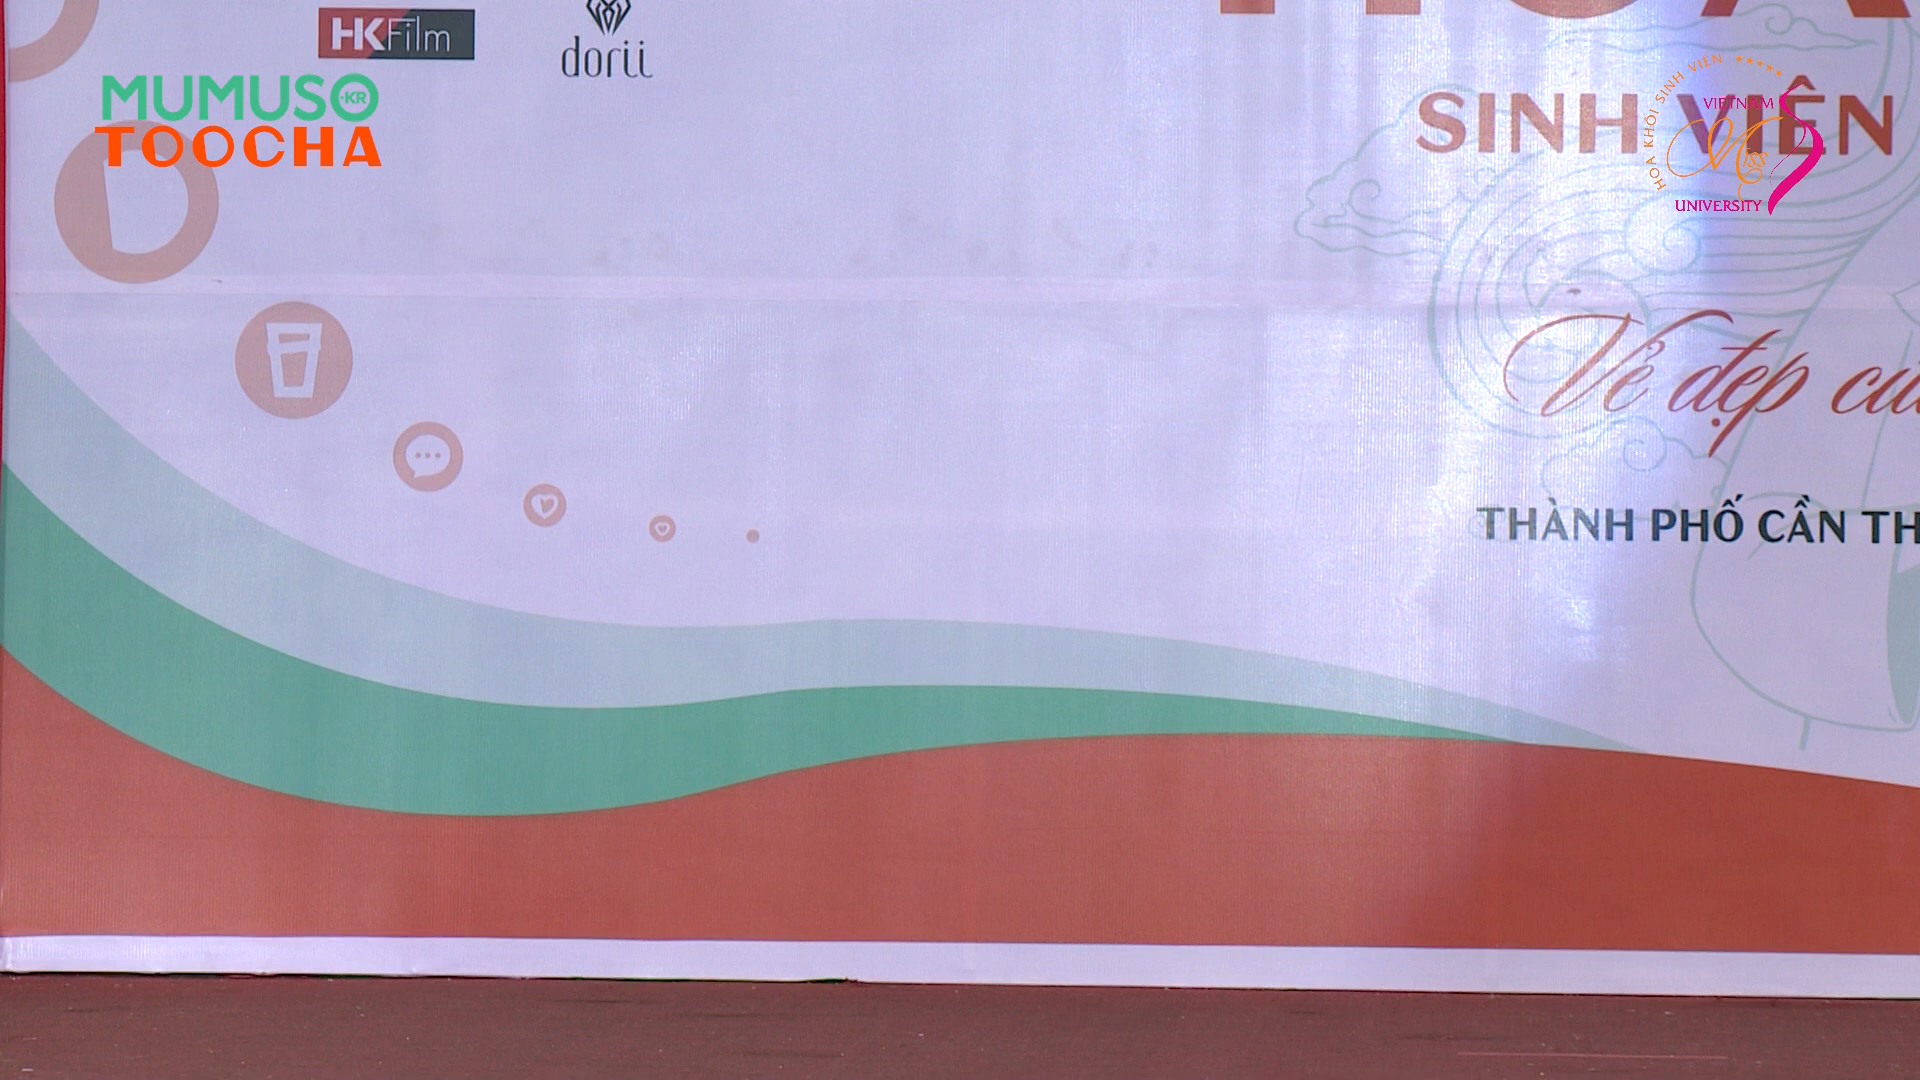 HKFilm
dorii
MUMUSO.KR
TOOCHA
HOA KHÔI SINH VIÊN
VIETNAM
Miss
UNIVERSITY
SINH VIÊN
Vẻ đẹp
THÀNH PHỐ CẦN TH